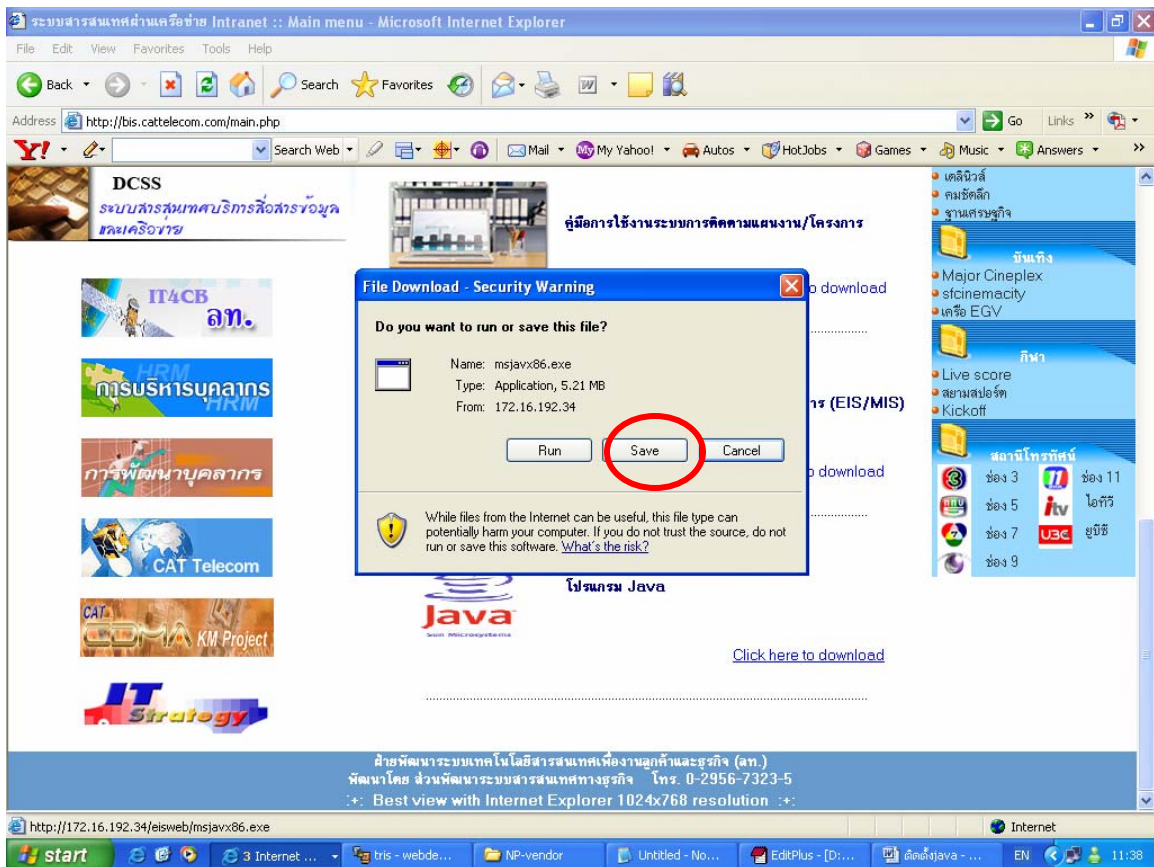 ระบบสารสนเทศผ่านเครือข่าย Intranet :: Main menu - Microsoft Internet Explorer
File Edit View Favorites Tools Help
Back Search Favorites
Address http://bis.cattelecom.com/main.php Go Links »
Y! Search Web Mail My Yahoo! Autos HotJobs Games Music Answers »
DCSS
ระบบสารสนเทศบริการสื่อสารข้อมูล
และเครือข่าย
IT4CB
ลท.
HRM
การบริหารบุคลากร
HRM
การพัฒนาบุคลากร
CAT Telecom
CAT
CDMA KM Project
IT
Strategy
คู่มือการใช้งานระบบการติดตามแผนงาน/โครงการ
o download
File Download - Security Warning
Do you want to run or save this file?
Name: msjavx86.exe
Type: Application, 5.21 MB
From: 172.16.192.34
Run Save Cancel
While files from the Internet can be useful, this file type can
potentially harm your computer. If you do not trust the source, do not
run or save this software. What's the risk?
าร (EIS/MIS)
o download
โปรแกรม Java
Java
Sun Microsystems
Click here to download
เดลินิวส์
คมชัดลึก
ฐานเศรษฐกิจ
บันเทิง
Major Cineplex
sfcinemacity
เครือ EGV
กีฬา
Live score
สยามสปอร์ต
Kickoff
สถานีโทรทัศน์
3 ช่อง 3 11 ช่อง 11
ช่อง 5 itv ไอทีวี
7 ช่อง 7 UBC ยูบีซี
ช่อง 9
ฝ่ายพัฒนาระบบเทคโนโลยีสารสนเทศเพื่องานลูกค้าและธุรกิจ (ลท.)
พัฒนาโดย ส่วนพัฒนาระบบสารสนเทศทางธุรกิจ โทร. 0-2956-7323-5
:+: Best view with Internet Explorer 1024x768 resolution :+:
http://172.16.192.34/eisweb/msjavx86.exe Internet
start 3 Internet ... tris - webde... NP-vendor Untitled - No... EditPlus - [D:... ติดตั้งjava - ... EN 11:38